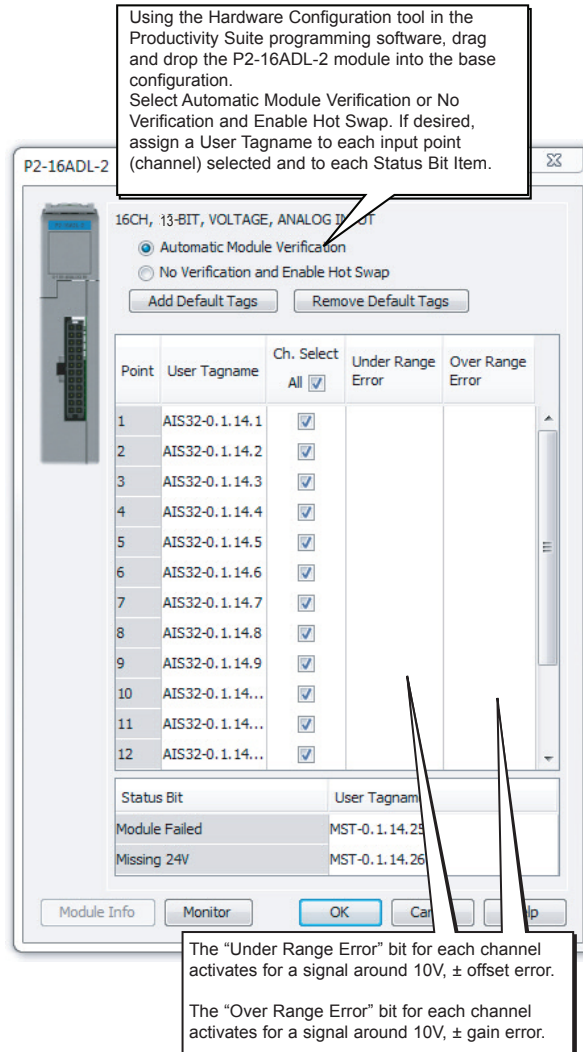 Using the Hardware Configuration tool in the
Productivity Suite programming software, drag
and drop the P2-16ADL-2 module into the base
configuration.
Select Automatic Module Verification or No
Verification and Enable Hot Swap. If desired,
assign a User Tagname to each input point
(channel) selected and to each Status Bit Item.
P2-16ADL-2
16CH, 13-BIT, VOLTAGE, ANALOG
Automatic Module Verification
No Verification and Enable Hot Swap
Add Default Tags Remove Default Tags
Point User Tagname Ch. Select All Under Range Error Over Range Error
1 AIS32-0.1.14.1
2 AIS32-0.1.14.2
3 AIS32-0.1.14.3
4 AIS32-0.1.14.4
5 AIS32-0.1.14.5
6 AIS32-0.1.14.6
7 AIS32-0.1.14.7
8 AIS32-0.1.14.8
9 AIS32-0.1.14.9
10 AIS32-0.1.14...
11 AIS32-0.1.14...
12 AIS32-0.1.14...
Status Bit User Tagnam
Module Failed MST-0.1.14.25
Missing 24V MST-0.1.14.26
Module Info Monitor OK
The “Under Range Error” bit for each channel
activates for a signal around 10V, ± offset error.
The “Over Range Error” bit for each channel
activates for a signal around 10V, ± gain error.